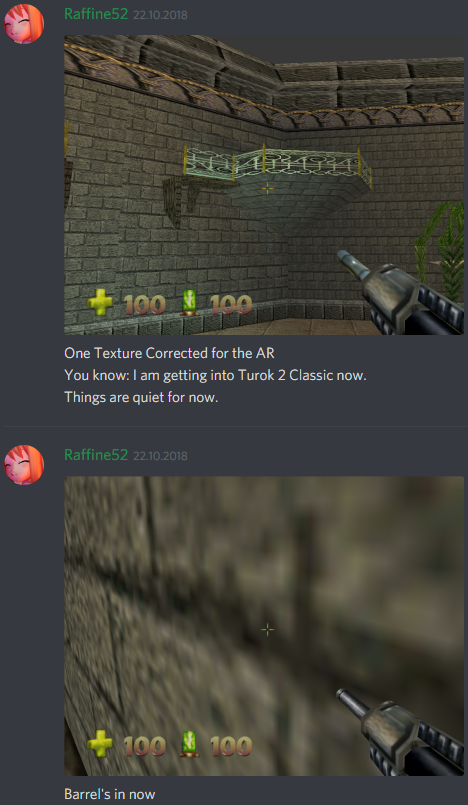 Raffine52 22.10.2018
100 100
One Texture Corrected for the AR
You know: I am getting into Turok 2 Classic now.
Things are quiet for now.
Raffine52 22.10.2018
100 100
Barrel's in now